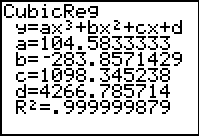 CubicReg
y=ax³+bx²+cx+d
a=104.5833333
b=-283.8571429
c=1098.345238
d=4266.785714
R²=.999999879